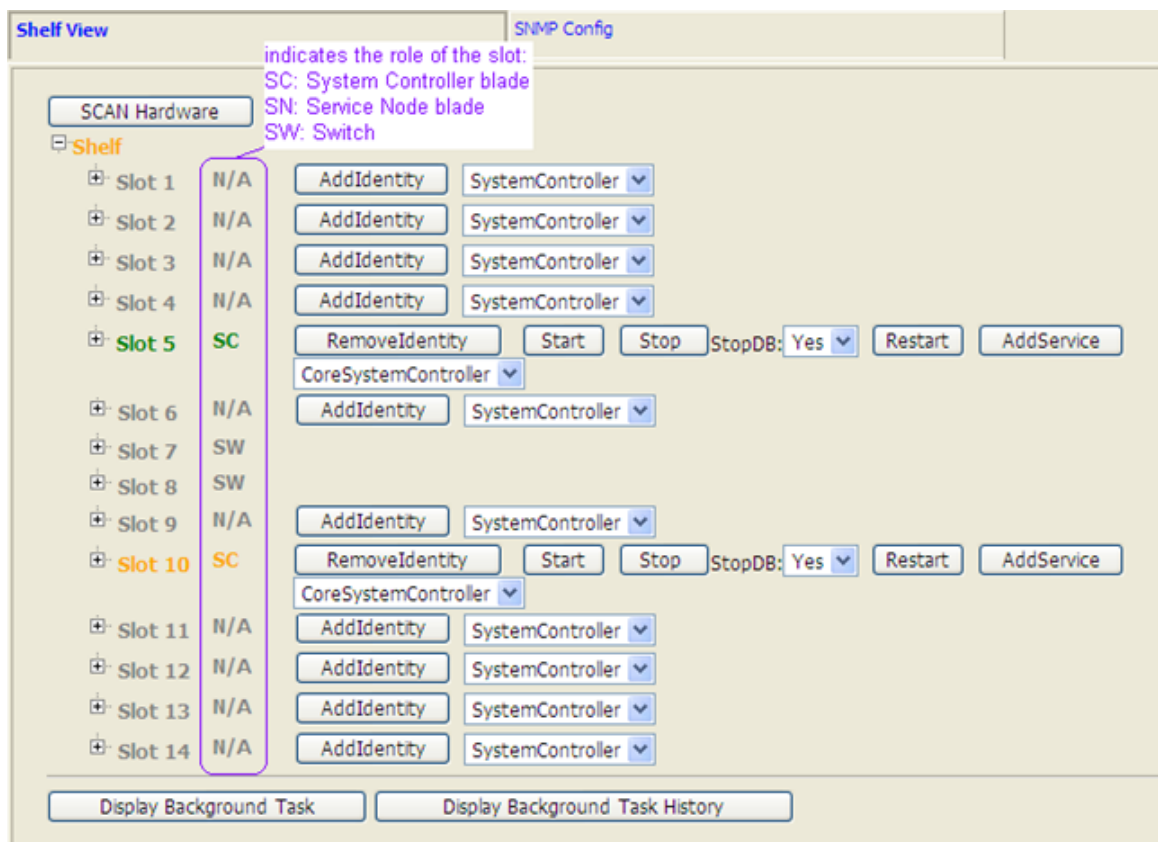 Shelf View SNMP Config
indicates the role of the slot:
SC: System Controller blade
SN: Service Node blade
SW: Switch
SCAN Hardware
Shelf
Slot 1 N/A AddIdentity SystemController
Slot 2 N/A AddIdentity SystemController
Slot 3 N/A AddIdentity SystemController
Slot 4 N/A AddIdentity SystemController
Slot 5 SC RemoveIdentity Start Stop StopDB: Yes Restart AddService
CoreSystemController
Slot 6 N/A AddIdentity SystemController
Slot 7 SW
Slot 8 SW
Slot 9 N/A AddIdentity SystemController
Slot 10 SC RemoveIdentity Start Stop StopDB: Yes Restart AddService
CoreSystemController
Slot 11 N/A AddIdentity SystemController
Slot 12 N/A AddIdentity SystemController
Slot 13 N/A AddIdentity SystemController
Slot 14 N/A AddIdentity SystemController
Display Background Task Display Background Task History